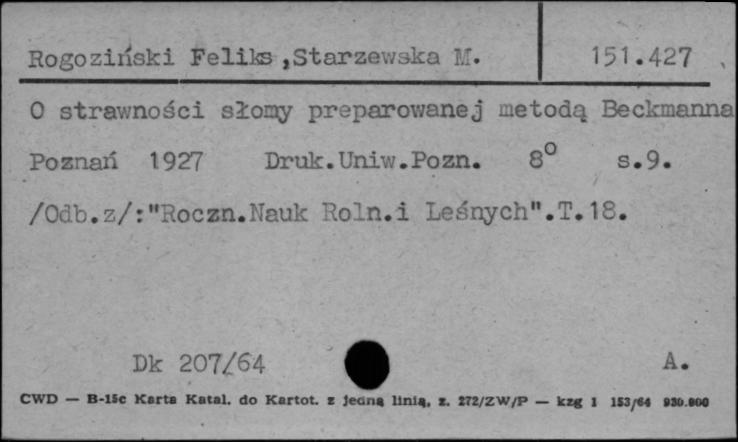 Rogoziński Feliks ,Starzewska M. 151.427
O strawności słomy preparowanej metodą Beckmanna
Poznań 1927 Druk.Uniw.Pozn. 8° s.9.
/Odb.z/:"Roczn.Nauk Roln.i Leśnych".T.18.
Dk 207/64 A.
CWD — B-15c Karta Katal. do Kartot. z jedną linią, z. 272/ZW/P — kzg 1 153/64 930.000